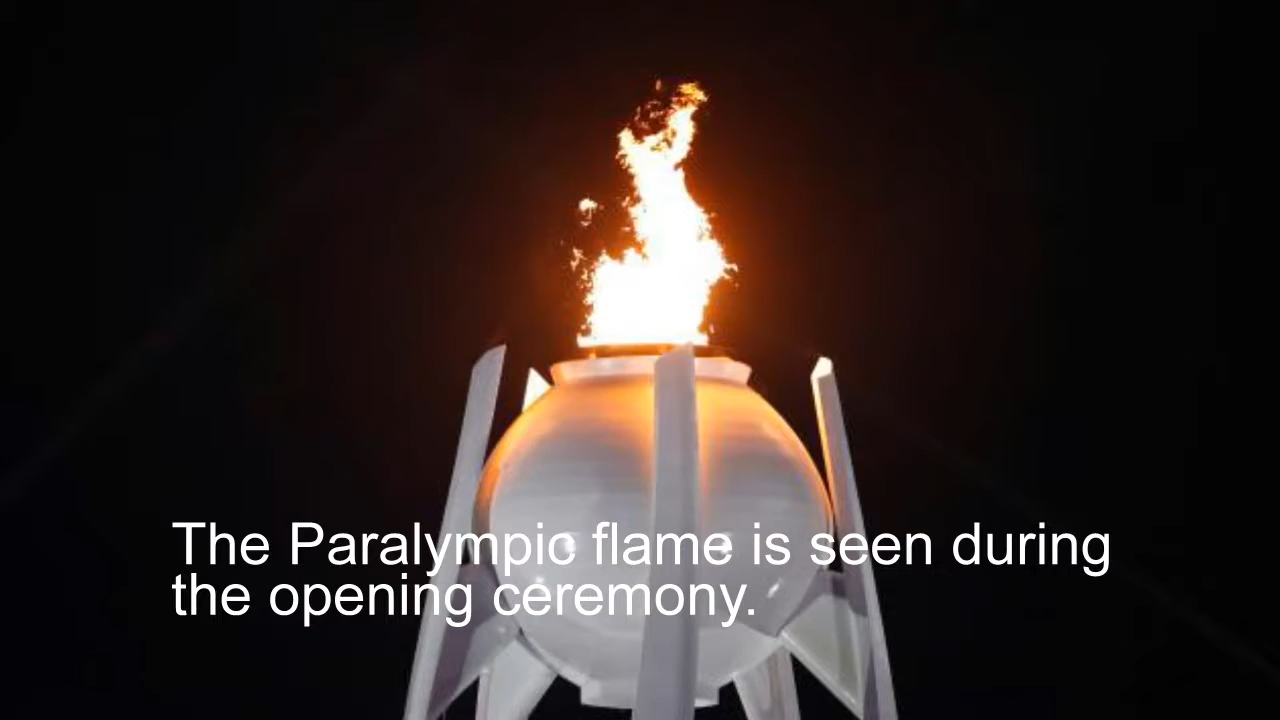 The Paralympic flame is seen during
the opening ceremony.